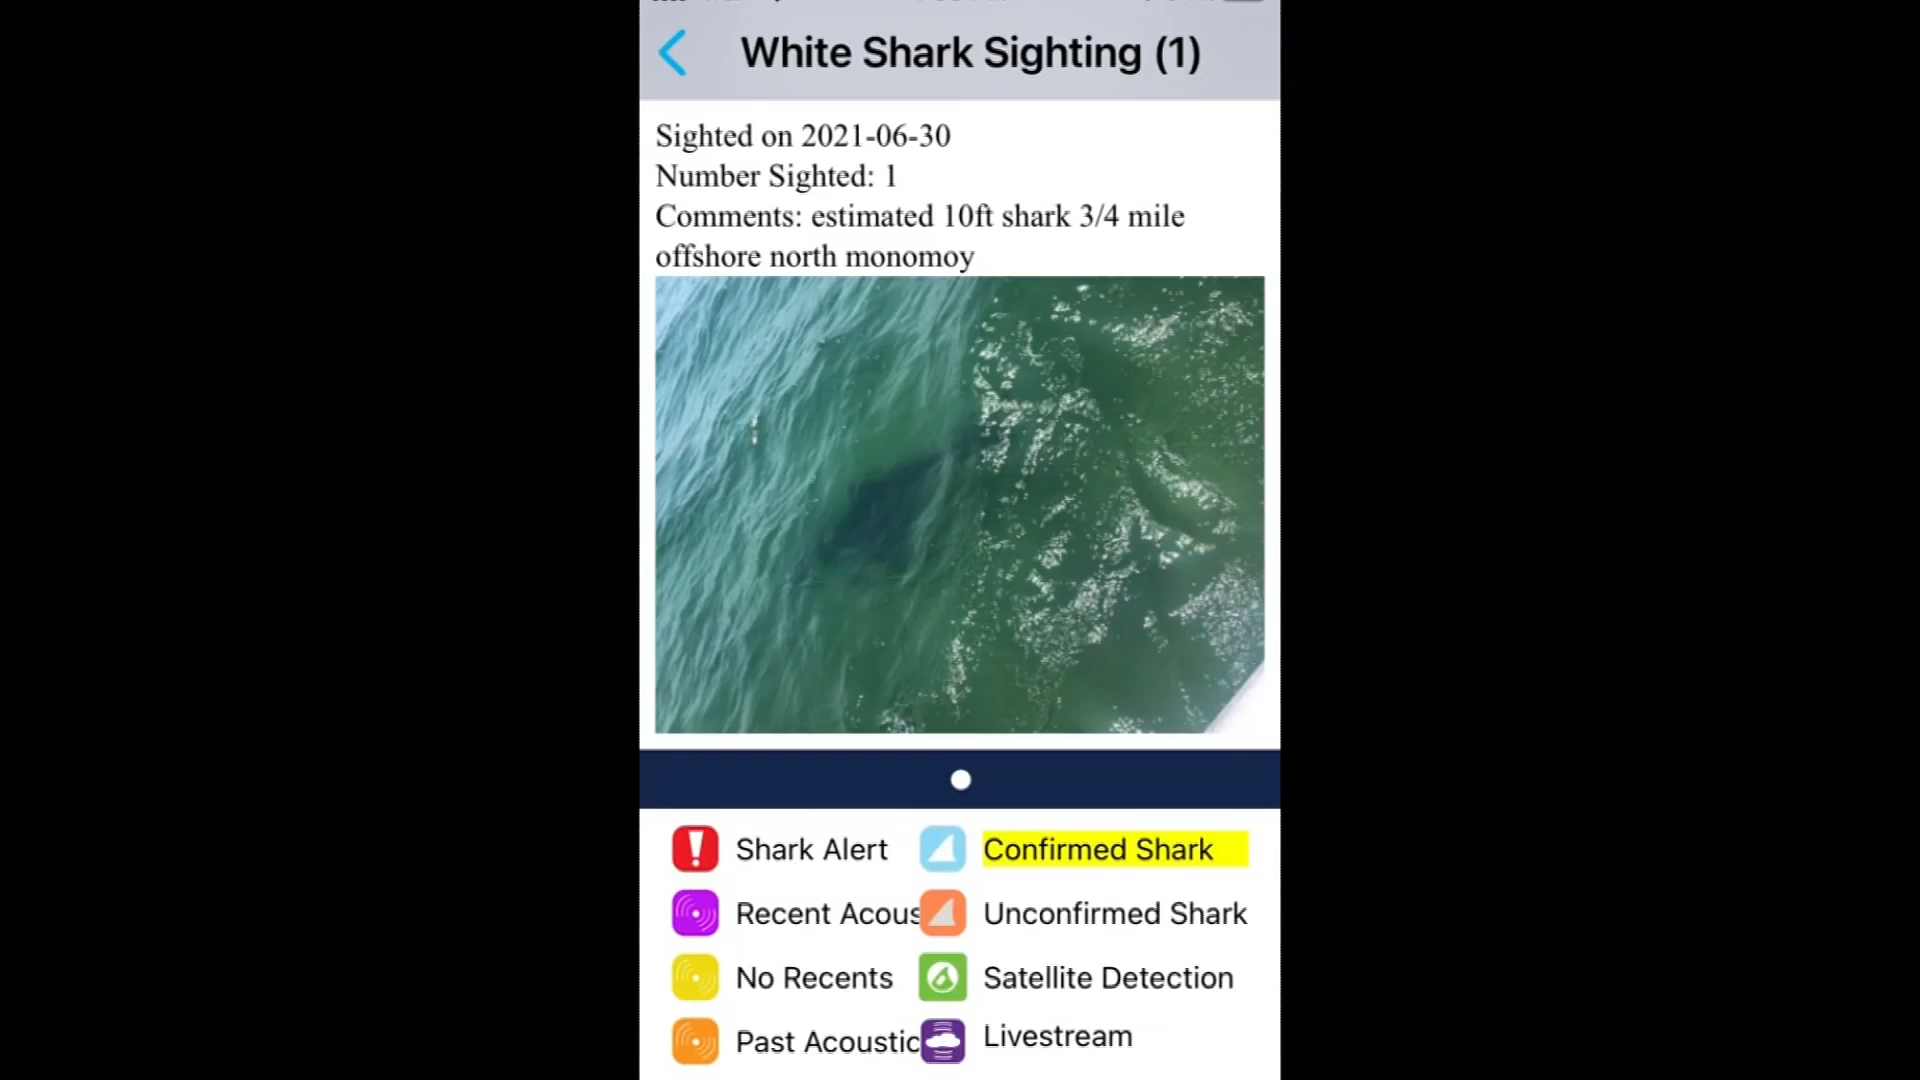 White Shark Sighting (1)
Sighted on 2021-06-30
Number Sighted: 1
Comments: estimated 10ft shark 3/4 mile
offshore north monomoy
Shark Alert
Confirmed Shark
Recent Acous
Unconfirmed Shark
No Recents
Satellite Detection
Past Acoustic
Livestream